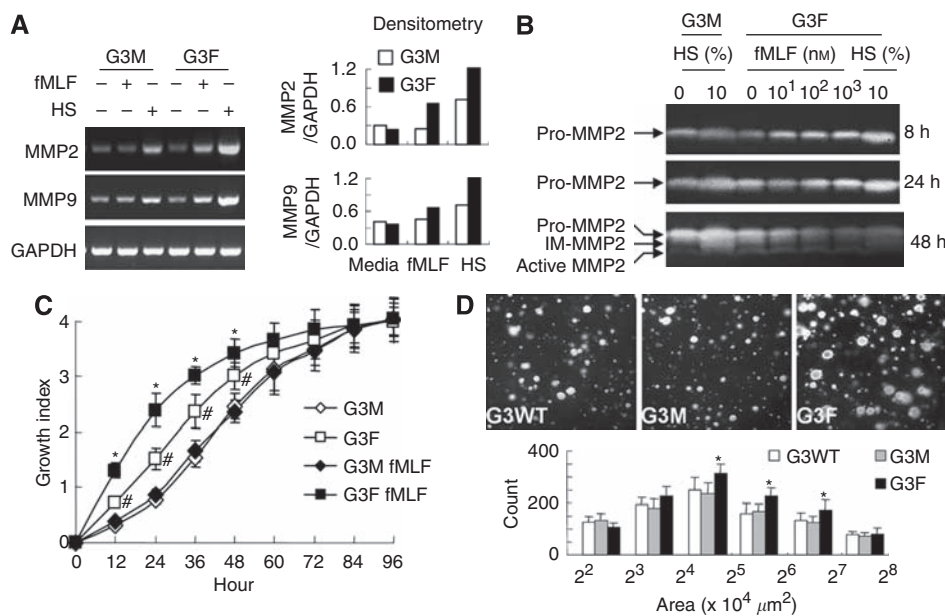 A
G3M G3F
fMLF – + – – + –
HS – – + – – +
MMP2
MMP9
GAPDH
Densitometry
G3M
G3F
MMP2
/GAPDH
1.2
0.6
0.0
MMP9
/GAPDH
1.2
0.6
0.0
Media fMLF HS
B
G3M G3F
HS (%) fMLF (nM) HS (%)
0 10 0 10¹ 10² 10³ 10
Pro-MMP2 8 h
Pro-MMP2 24 h
Pro-MMP2
IM-MMP2
Active MMP2
48 h
C
Growth index
4
3
2
1
0
* * * *
# # # #
G3M
G3F
G3M fMLF
G3F fMLF
0 12 24 36 48 60 72 84 96
Hour
D
G3WT G3M G3F
Count
400
200
0
G3WT G3M G3F
* * *
2² 2³ 2⁴ 2⁵ 2⁶ 2⁷ 2⁸
Area (x 10⁴ μm²)